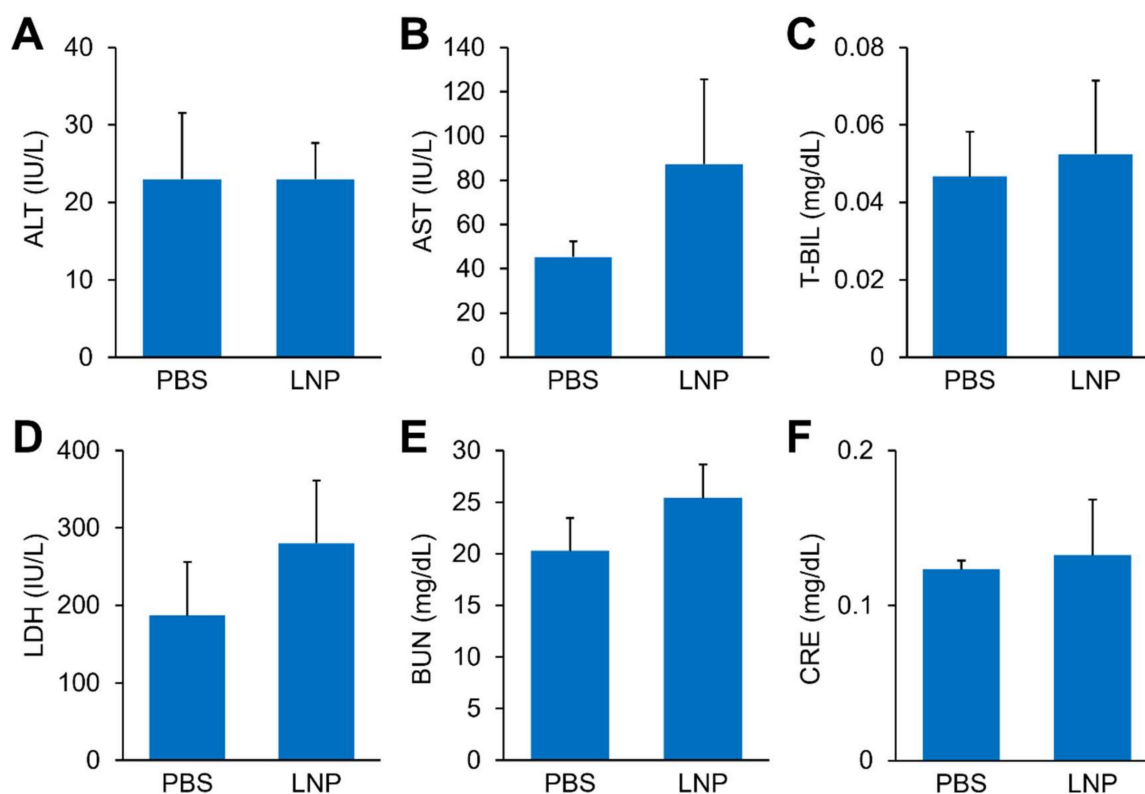 A
ALT (IU/L)
40
30
20
10
0
PBS LNP
B
AST (IU/L)
140
120
100
80
60
40
20
0
PBS LNP
C
T-BIL (mg/dL)
0.08
0.06
0.04
0.02
0
PBS LNP
D
LDH (IU/L)
400
300
200
100
0
PBS LNP
E
BUN (mg/dL)
30
25
20
15
10
5
0
PBS LNP
F
CRE (mg/dL)
0.2
0.1
0
PBS LNP